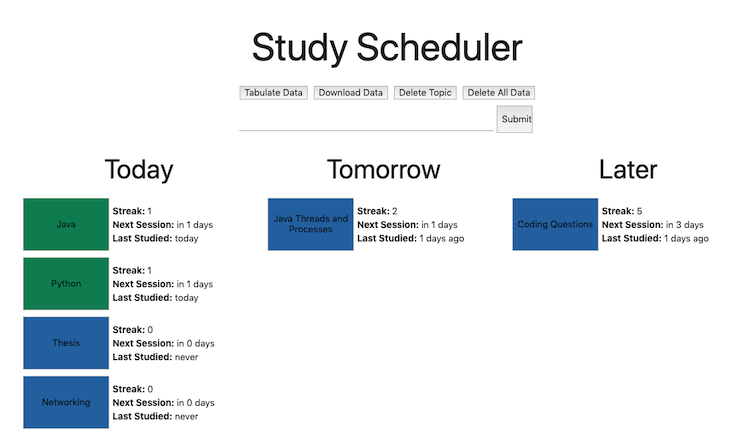 Study Scheduler
Tabulate Data Download Data Delete Topic Delete All Data
Submit
Today
Java
Streak: 1
Next Session: in 1 days
Last Studied: today
Python
Streak: 1
Next Session: in 1 days
Last Studied: today
Thesis
Streak: 0
Next Session: in 0 days
Last Studied: never
Networking
Streak: 0
Next Session: in 0 days
Last Studied: never
Tomorrow
Java Threads and
Processes
Streak: 2
Next Session: in 1 days
Last Studied: 1 days ago
Later
Coding Questions
Streak: 5
Next Session: in 3 days
Last Studied: 1 days ago